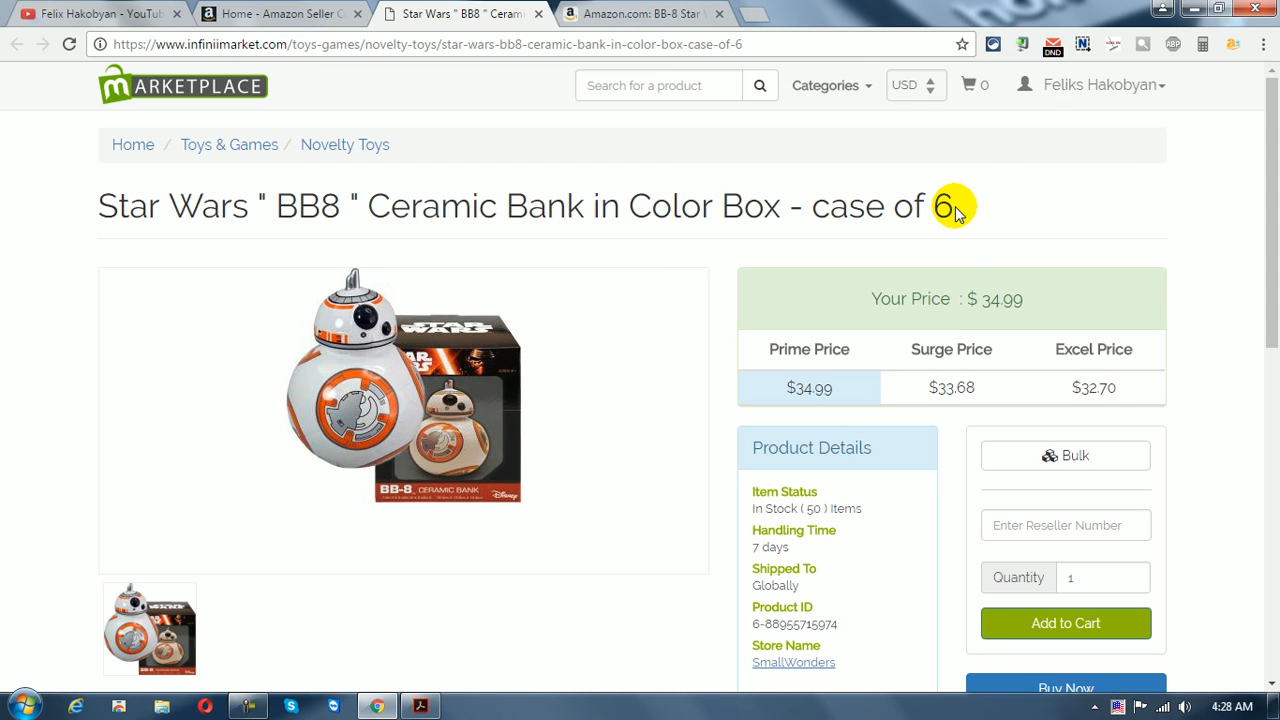 Felix Hakobyan - YouTub
Home - Amazon Seller C
Star Wars " BB8 " Ceram
Amazon.com: BB-8 Star W
https://www.infiniimarket.com/toys-games/novelty-toys/star-wars-bb8-ceramic-bank-in-color-box-case-of-6
DND
ABP
MARKETPLACE
Search for a product
Categories
USD
0
Feliks Hakobyan
Home / Toys & Games / Novelty Toys
Star Wars " BB8 " Ceramic Bank in Color Box - case of 6
STAR WARS
BB-8 CERAMIC BANK
Disney
Your Price : $ 34.99
Prime Price Surge Price Excel Price
$34.99 $33.68 $32.70
Product Details
Item Status
In Stock ( 50 ) Items
Handling Time
7 days
Shipped To
Globally
Product ID
6-88955715974
Store Name
SmallWonders
Bulk
Enter Reseller Number
Quantity 1
Add to Cart
Buy Now
4:28 AM